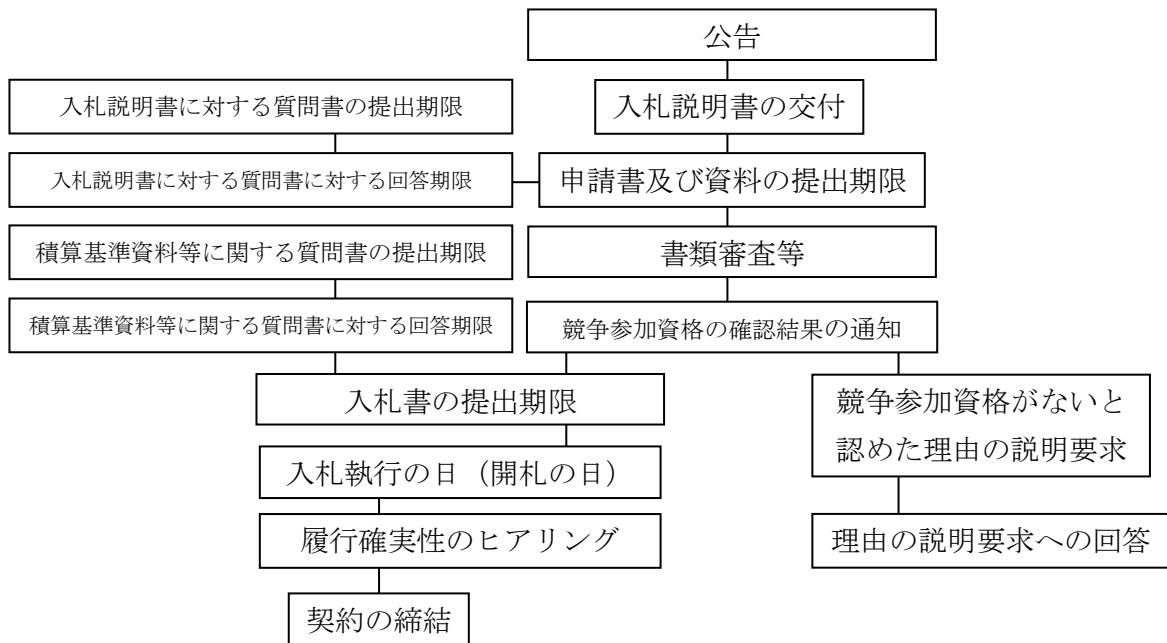 公告
入札説明書に対する質問書の提出期限
入札説明書の交付
入札説明書に対する質問書に対する回答期限
申請書及び資料の提出期限
積算基準資料等に関する質問書の提出期限
書類審査等
積算基準資料等に関する質問書に対する回答期限
競争参加資格の確認結果の通知
入札書の提出期限
競争参加資格がないと
認めた理由の説明要求
入札執行の日（開札の日）
履行確実性のヒアリング
理由の説明要求への回答
契約の締結